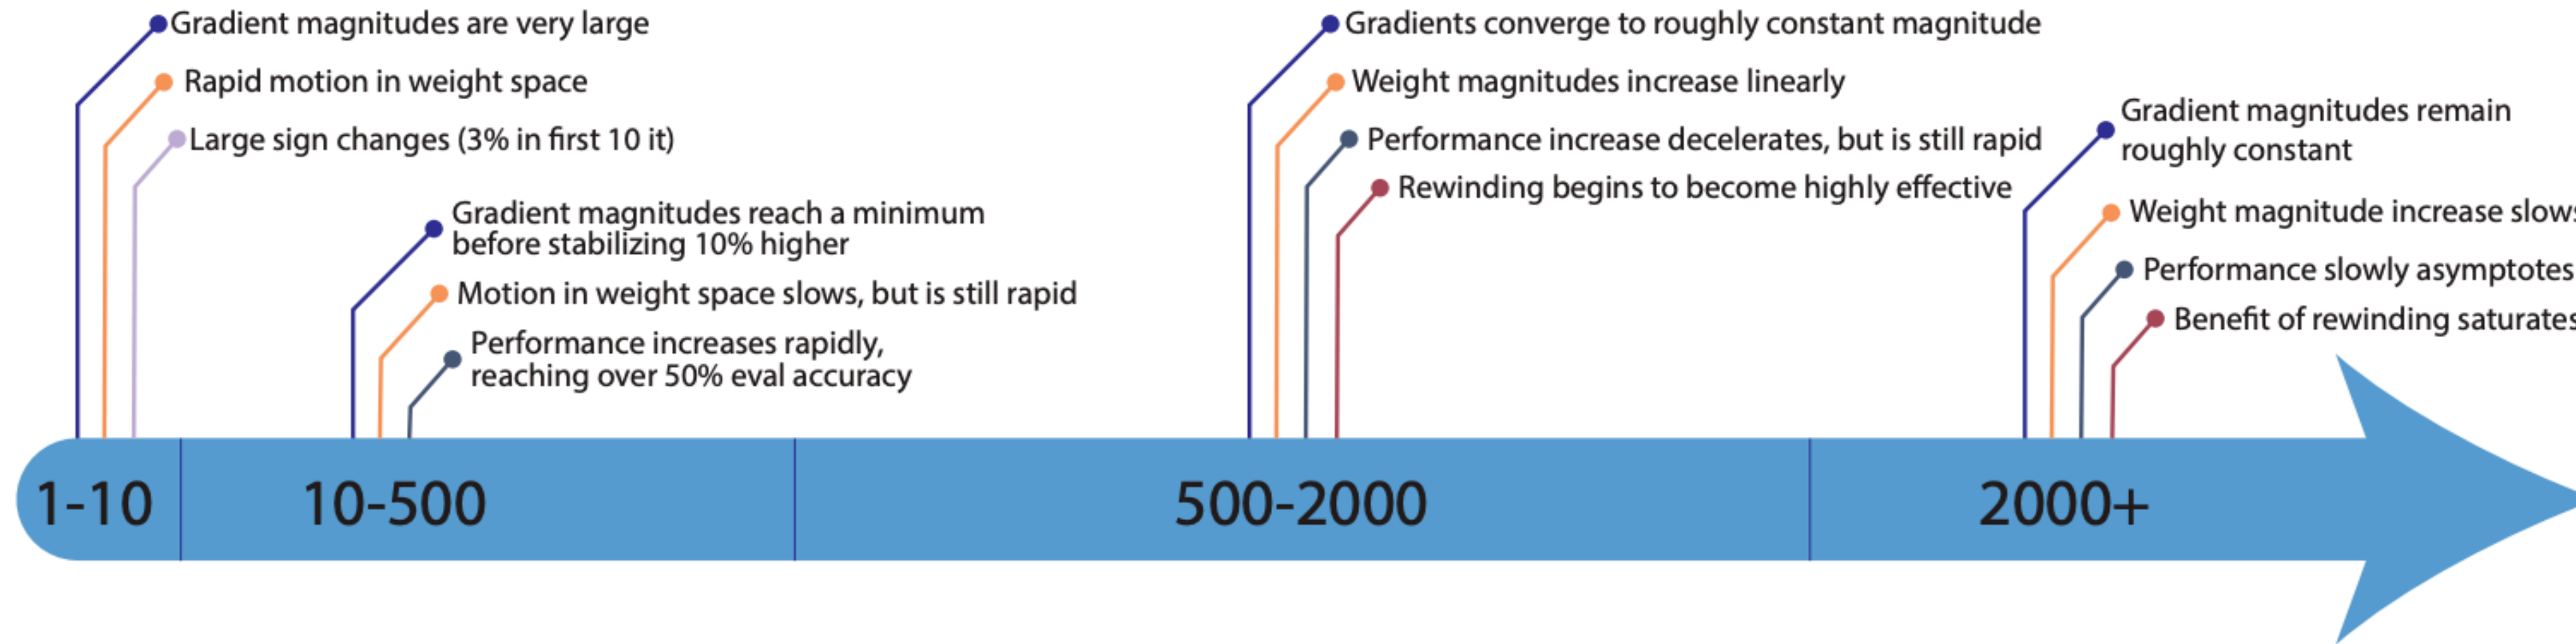 Gradient magnitudes are very large
Rapid motion in weight space
Large sign changes (3% in first 10 it)
Gradient magnitudes reach a minimum
before stabilizing 10% higher
Motion in weight space slows, but is still rapid
Performance increases rapidly,
reaching over 50% eval accuracy
Gradients converge to roughly constant magnitude
Weight magnitudes increase linearly
Performance increase decelerates, but is still rapid
Rewinding begins to become highly effective
Gradient magnitudes remain
roughly constant
Weight magnitude increase slows
Performance slowly asymptotes
Benefit of rewinding saturates
1-10
10-500
500-2000
2000+